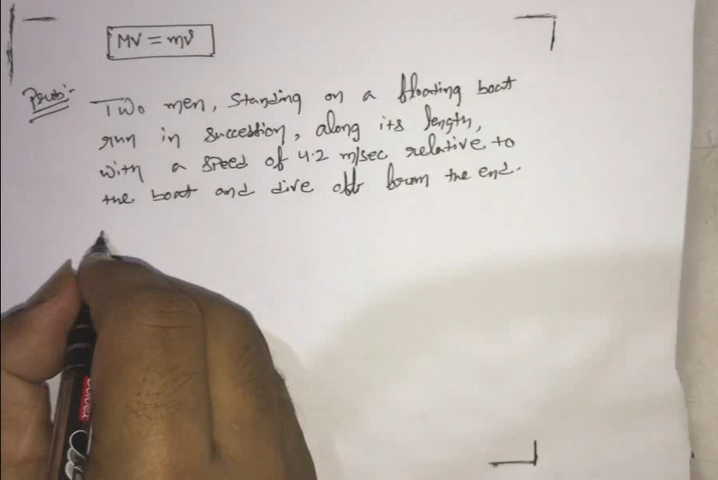 MV = mv
Prob:-
Two men, standing on a floating boat
run in succession, along its length,
with a speed of 4.2 m/sec relative to
the boat and dive off from the end.